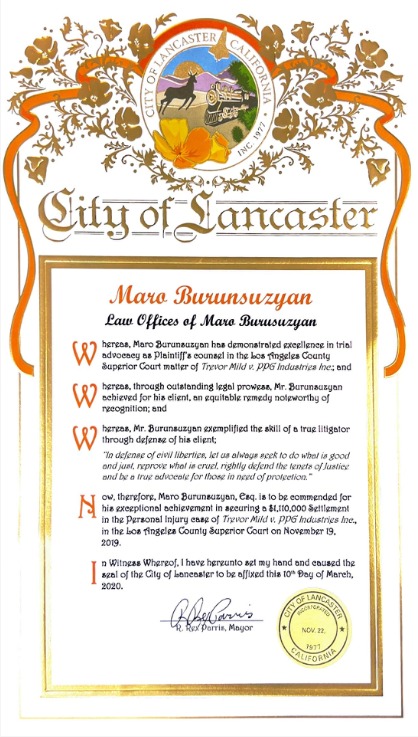 CITY OF LANCASTER CALIFORNIA
INC. 1977
City of Lancaster
Maro Burunsuzyan
Law Offices of Maro Burusuzyan
Whereas, Maro Burunsuzyan has demonstrated excellence in trial
advocacy as Plaintiff's counsel in the Los Angeles County
Superior Court matter of Trevor Mild v. PPG Industries Inc.; and
Whereas, through outstanding legal prowess, Mr. Burunsuzyan
achieved for his client, an equitable remedy noteworthy of
recognition; and
Whereas, Mr. Burunsuzyan exemplified the skill of a true litigator
through defense of his client;
"In defense of civil liberties, let us always seek to do what is good
and just, reprove what is cruel, rightly defend the tenets of Justice
and be a true advocate for those in need of protection."
Now, therefore, Maro Burunsuzyan, Esq. is to be commended for
his exceptional achievement in securing a $1,110,000 Settlement
in the Personal Injury case of Trevor Mild v. PPG Industries Inc.,
in the Los Angeles County Superior Court on November 19,
2019.
In Witness Whereof, I have hereunto set my hand and caused the
seal of the City of Lancaster to be affixed this 10th Day of March,
2020.
R. Rex Parris
R. Rex Parris, Mayor
CITY OF LANCASTER
INCORPORATED
NOV. 22,
1977
CALIFORNIA